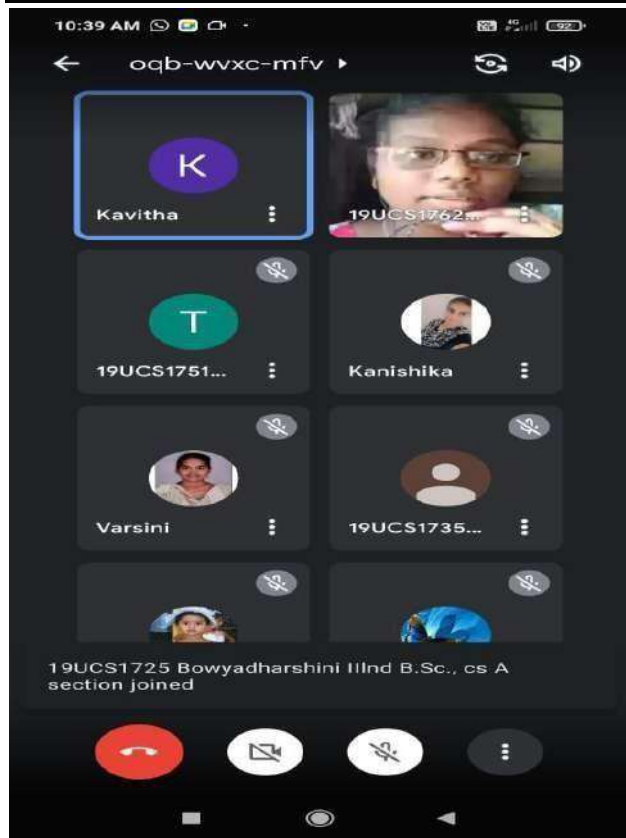 10:39 AM
4G
92
oqb-wvxc-mfv
K
Kavitha
19UCS1762...
T
19UCS1751...
Kanishika
Varsini
19UCS1735...
19UCS1725 Bowyadharshini IIInd B.Sc., cs A
section joined